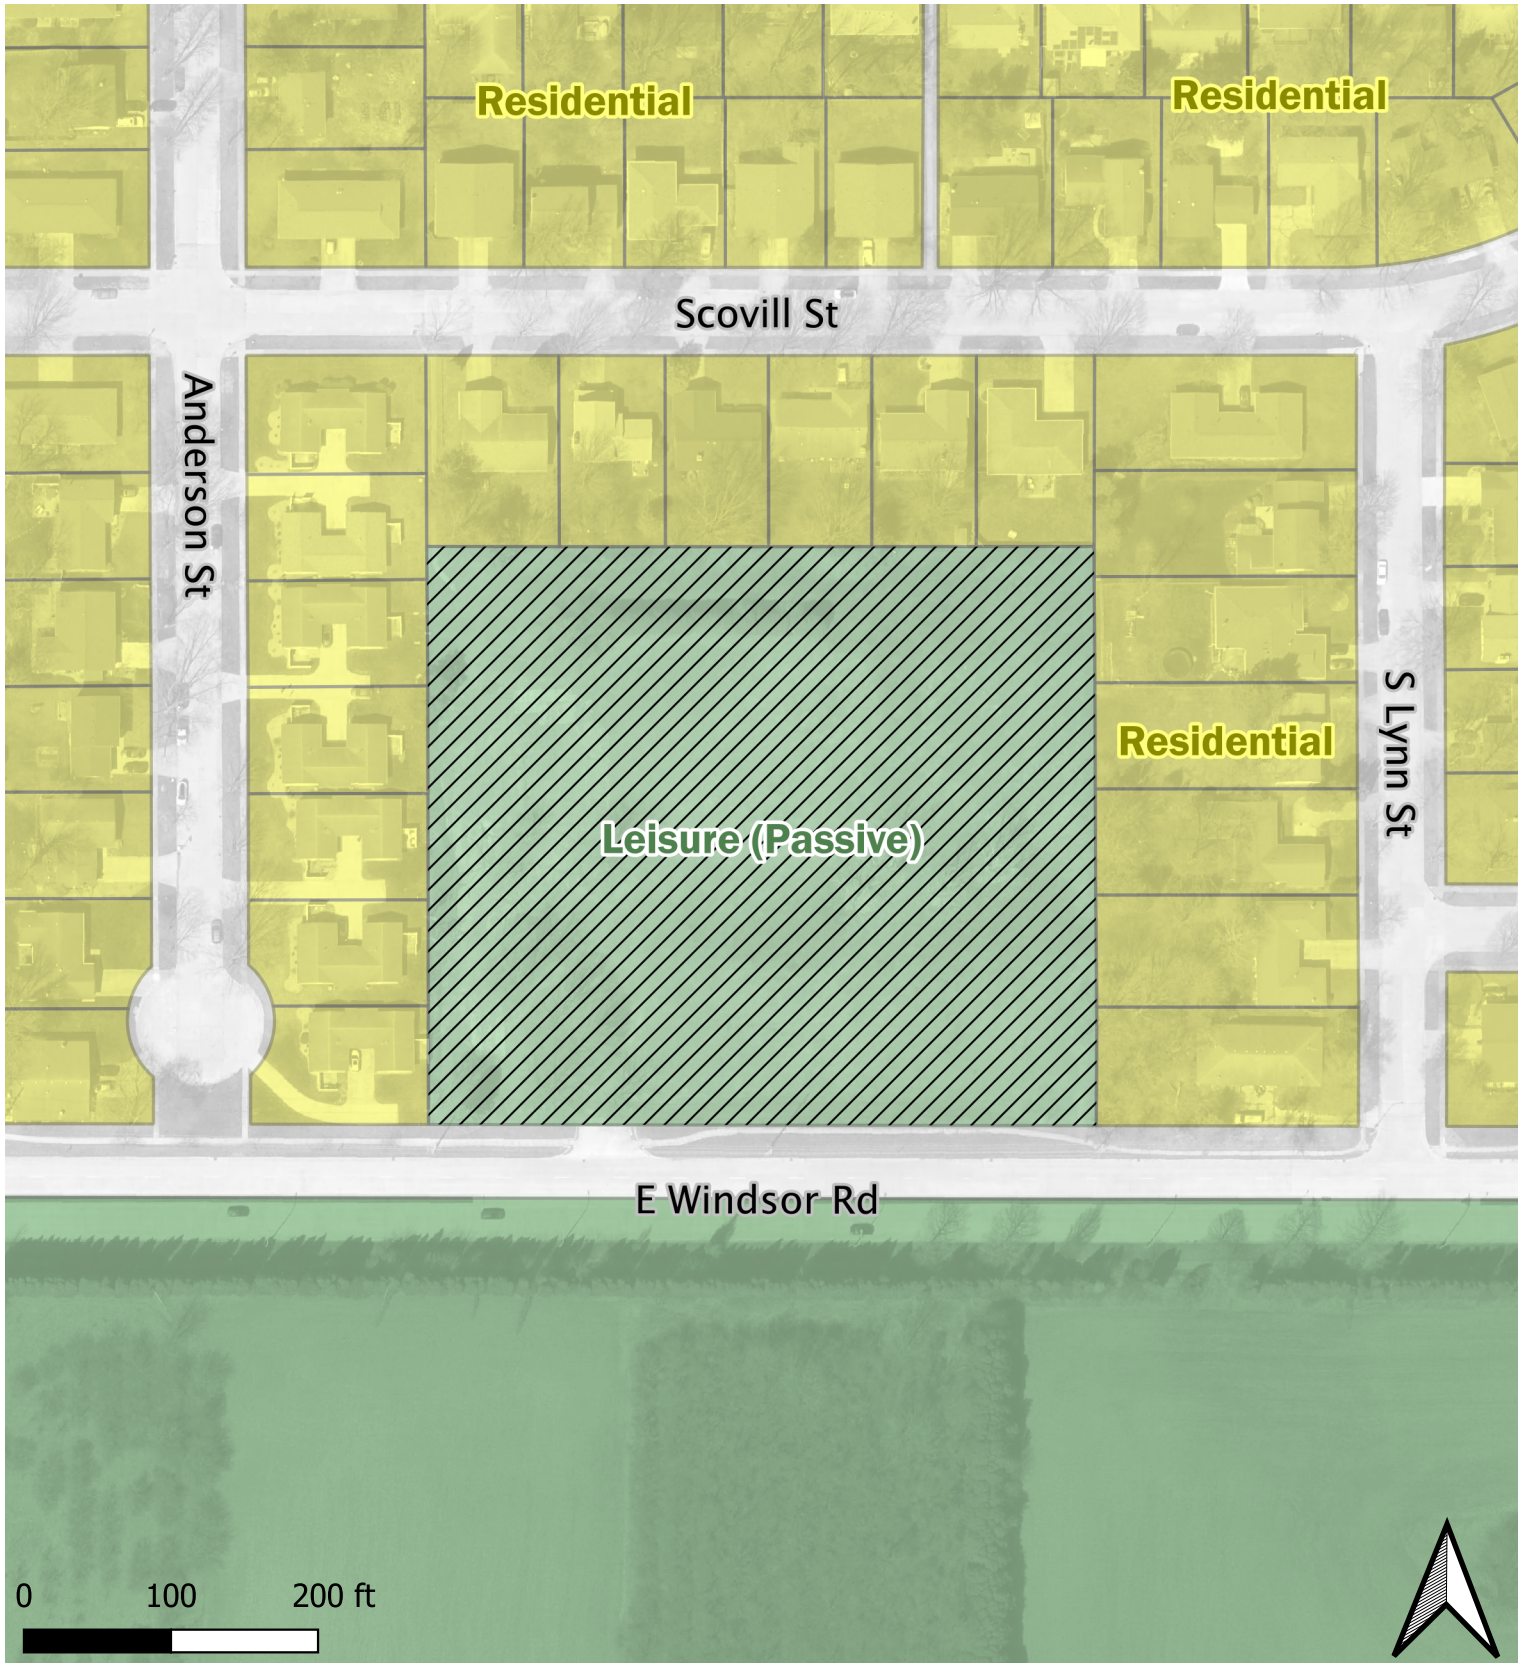 Residential
Residential
Scovill St
Anderson St
S Lynn St
Residential
Leisure (Passive)
E Windsor Rd
0 100 200 ft